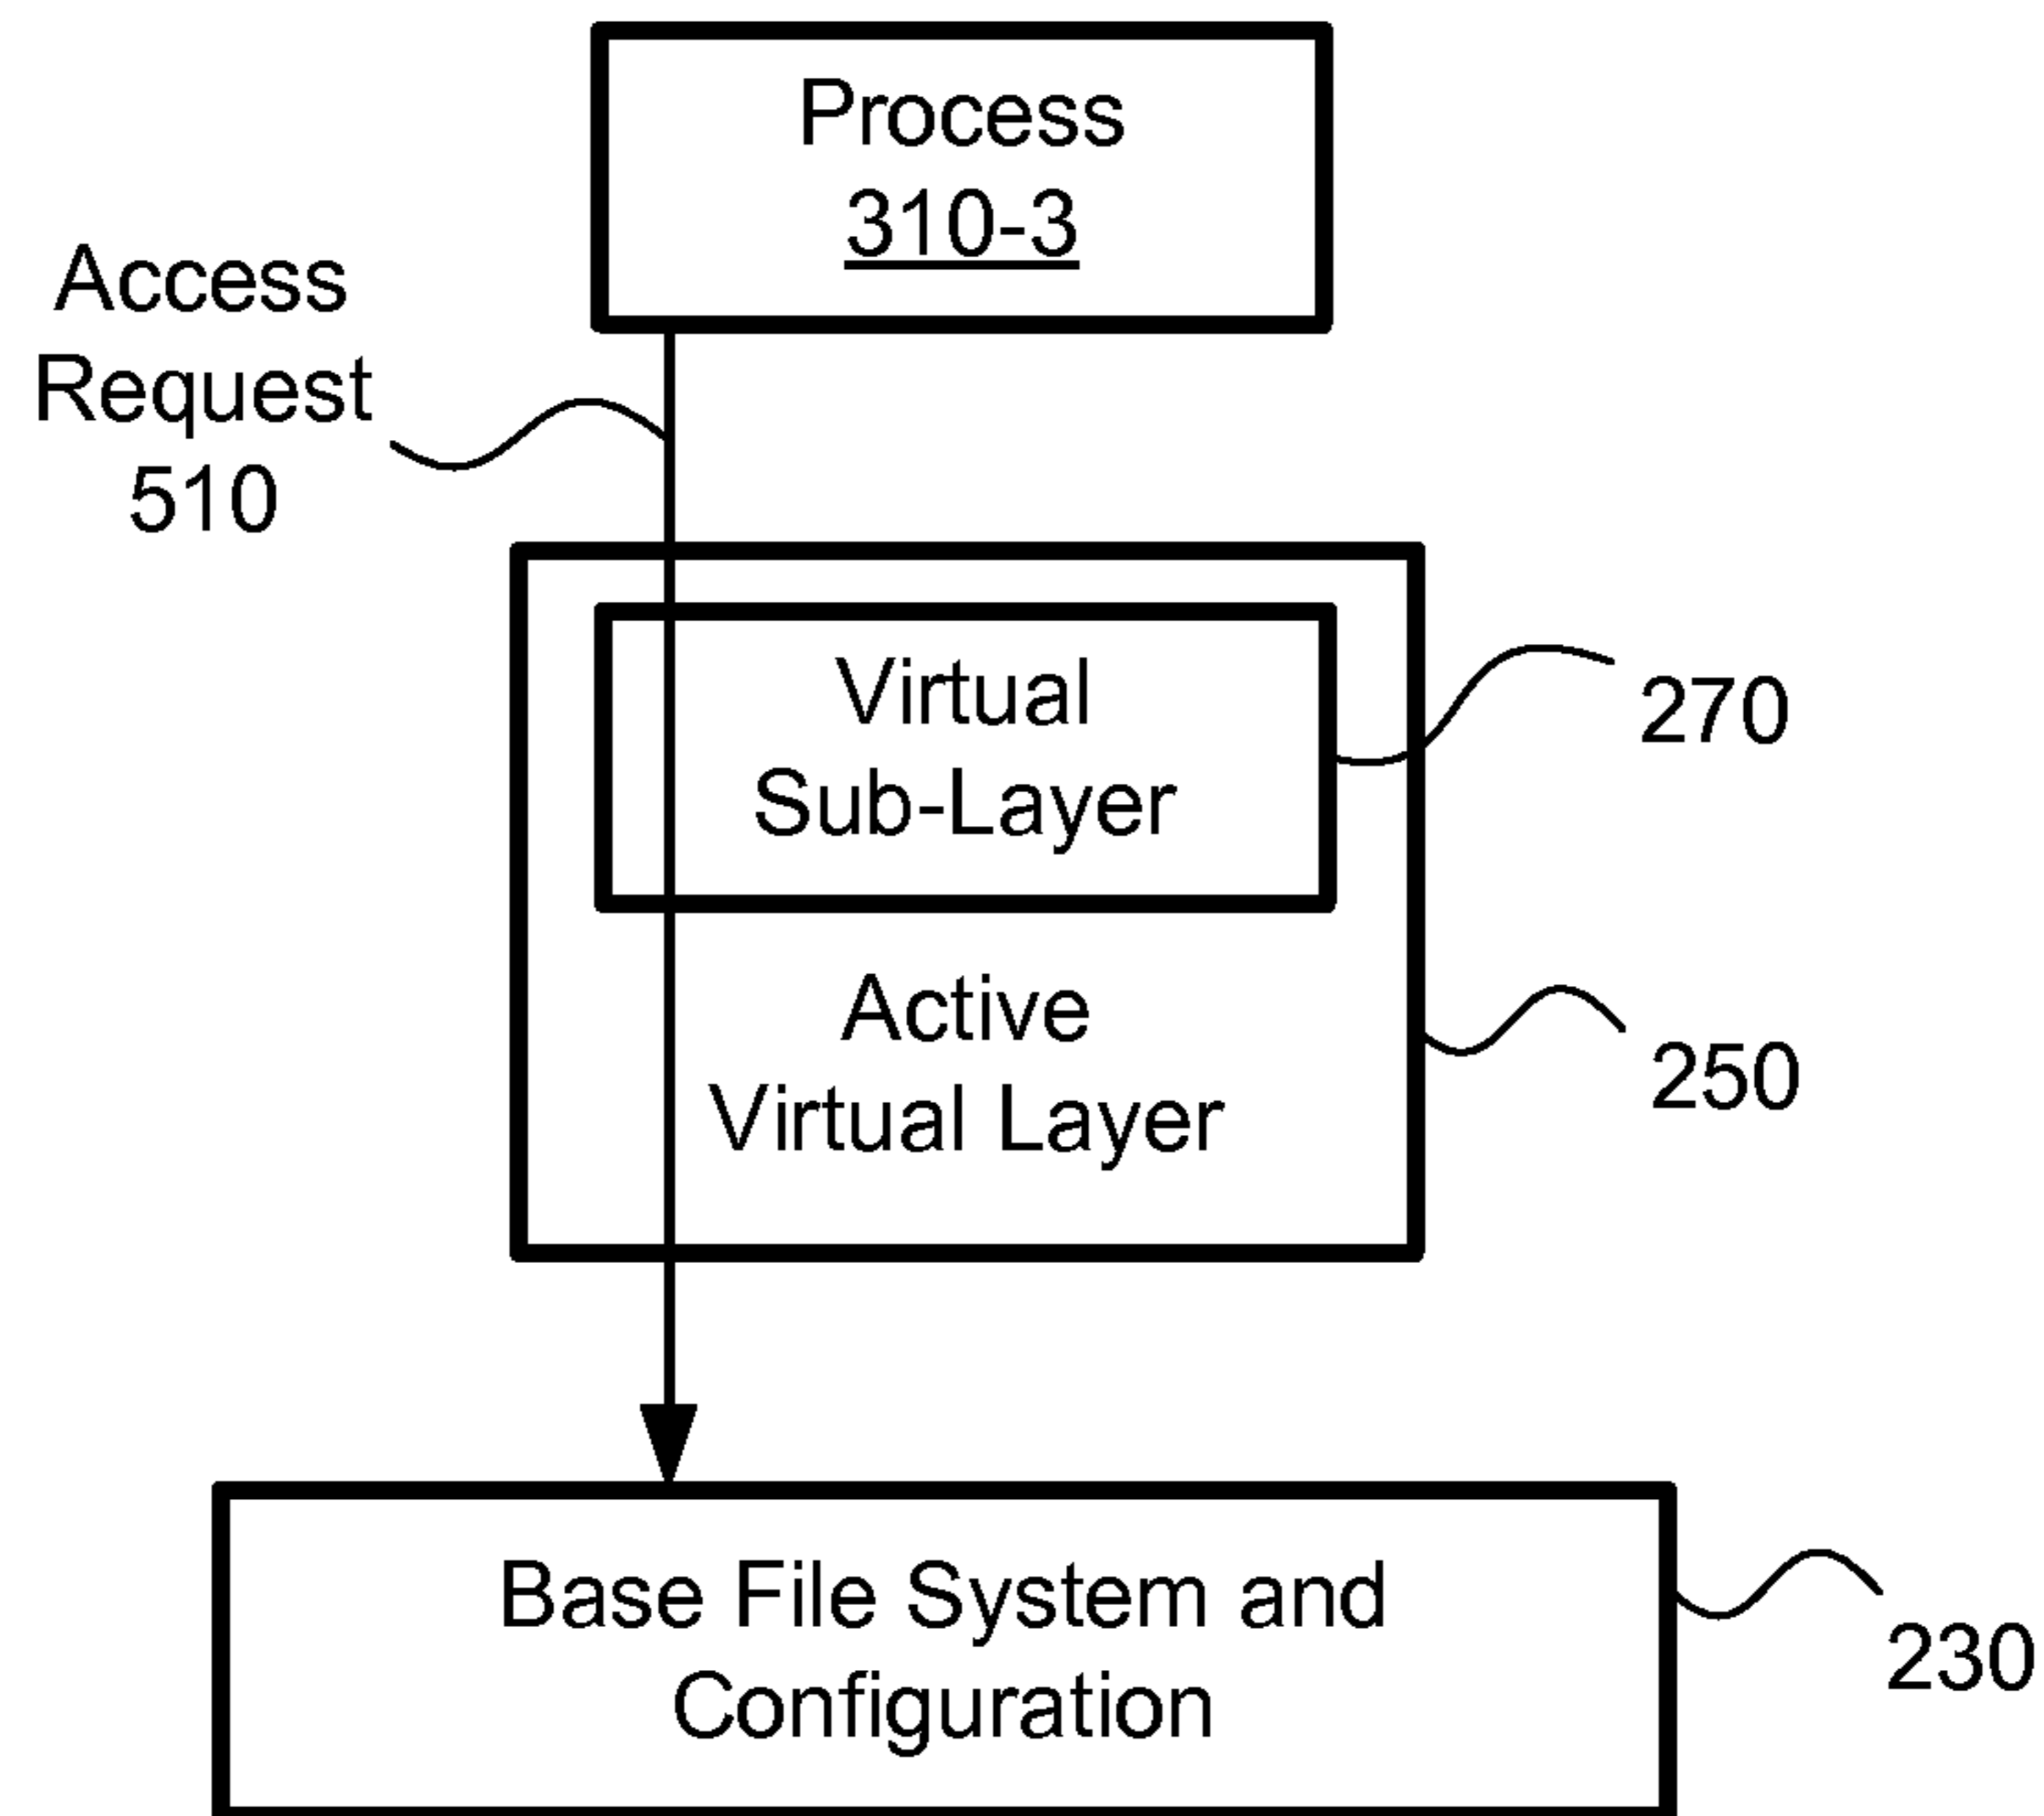 Process
310-3
Access
Request
510
Virtual
Sub-Layer
270
Active
Virtual Layer
250
Base File System and
Configuration
230